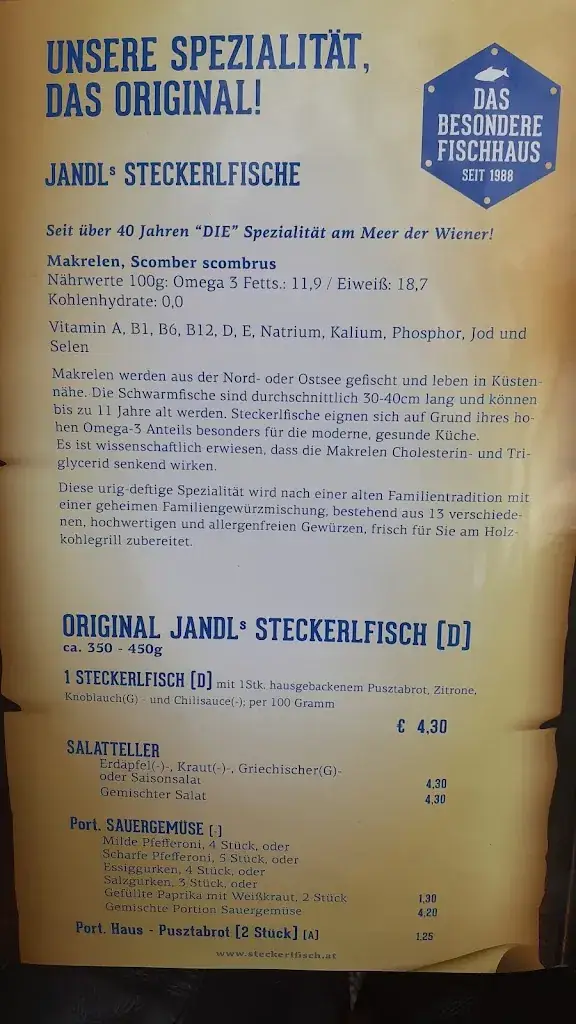 UNSERE SPEZIALITÄT,
DAS ORIGINAL!
DAS
BESONDERE
FISCHHAUS
SEIT 1988
JANDLs STECKERLFISCHE
Seit über 40 Jahren "DIE" Spezialität am Meer der Wiener!
Makrelen, Scomber scombrus
Nährwerte 100g: Omega 3 Fetts.: 11,9 / Eiweiß: 18,7
Kohlenhydrate: 0,0
Vitamin A, B1, B6, B12, D, E, Natrium, Kalium, Phosphor, Jod und
Selen
Makrelen werden aus der Nord- oder Ostsee gefischt und leben in Küsten-
nähe. Die Schwarmfische sind durchschnittlich 30-40cm lang und können
bis zu 11 Jahre alt werden. Steckerlfische eignen sich auf Grund ihres ho-
hen Omega-3 Anteils besonders für die moderne, gesunde Küche.
Es ist wissenschaftlich erwiesen, dass die Makrelen Cholesterin- und Tri-
glycerid senkend wirken.
Diese urig-deftige Spezialität wird nach einer alten Familientradition mit
einer geheimen Familiengewürzmischung, bestehend aus 13 verschiede-
nen, hochwertigen und allergenfreien Gewürzen, frisch für Sie am Holz-
kohlegrill zubereitet.
ORIGINAL JANDLs STECKERLFISCH [D]
ca. 350 - 450g
1 STECKERLFISCH [D] mit 1Stk. hausgebackenem Pusztabrot, Zitrone,
Knoblauch(G) - und Chilisauce(-); per 100 Gramm
€ 4,30
SALATTELLER
Erdäpfel(-)-, Kraut(-)-, Griechischer(G)-
oder Saisonsalat 4,30
Gemischter Salat 4,30
Port. SAUERGEMÜSE [-]
Milde Pfefferoni, 4 Stück, oder
Scharfe Pfefferoni, 5 Stück, oder
Essiggurken, 4 Stück, oder
Salzgurken, 3 Stück, oder
Gefüllte Paprika mit Weißkraut, 2 Stück 1,30
Gemischte Portion Sauergemüse 4,20
Port. Haus - Pusztabrot [2 Stück] [A] 1,25
www.steckerlfisch.at